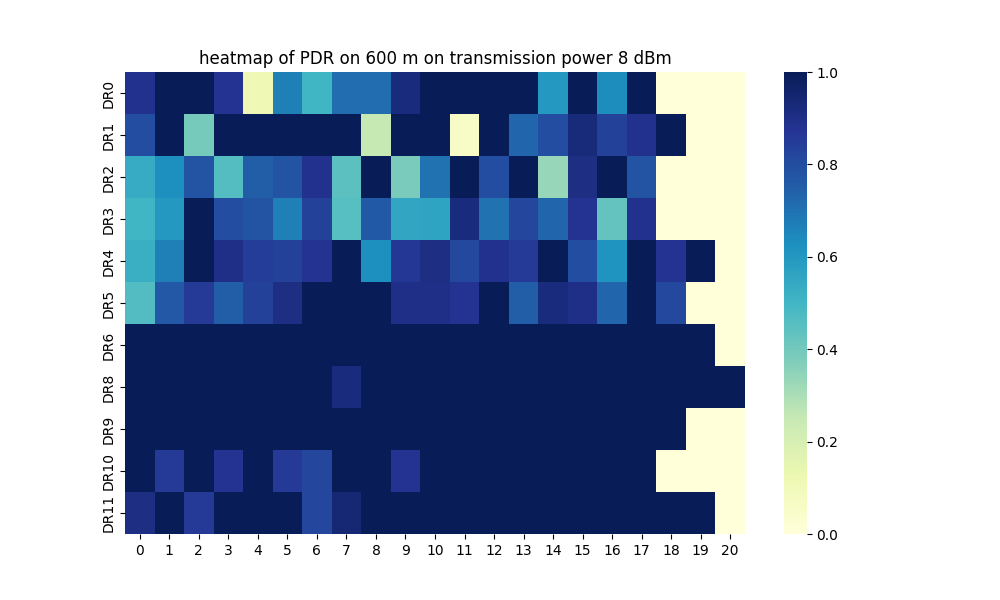 heatmap of PDR on 600 m on transmission power 8 dBm
DR0
DR1
DR2
DR3
DR4
DR5
DR6
DR8
DR9
DR10
DR11
0 1 2 3 4 5 6 7 8 9 10 11 12 13 14 15 16 17 18 19 20
1.0
0.8
0.6
0.4
0.2
0.0